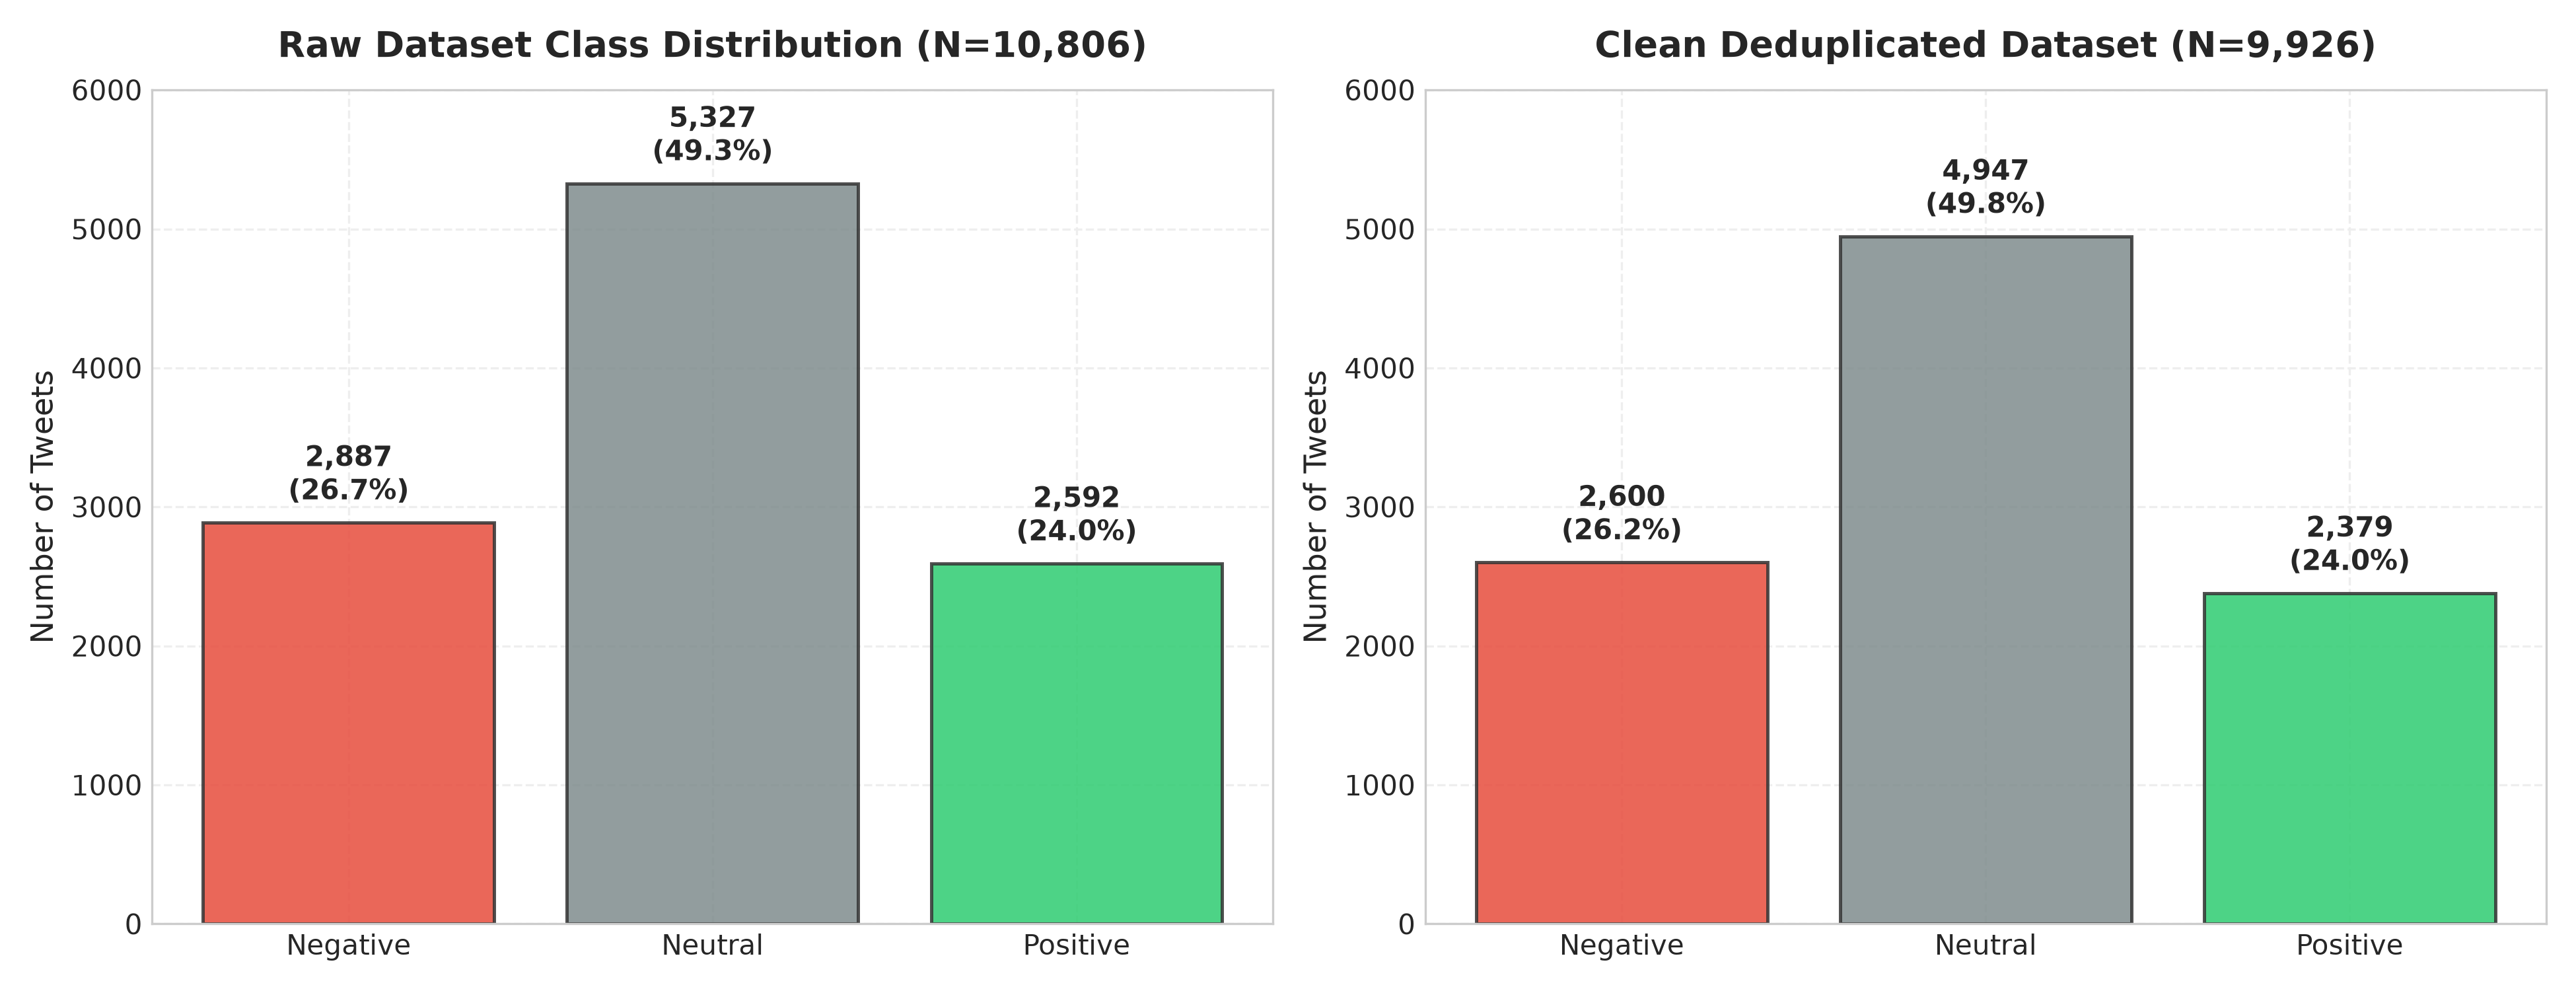 Raw Dataset Class Distribution (N=10,806)
Number of Tweets
6000
5000
4000
3000
2000
1000
0
2,887
(26.7%)
5,327
(49.3%)
2,592
(24.0%)
Negative
Neutral
Positive
Clean Deduplicated Dataset (N=9,926)
Number of Tweets
6000
5000
4000
3000
2000
1000
0
2,600
(26.2%)
4,947
(49.8%)
2,379
(24.0%)
Negative
Neutral
Positive